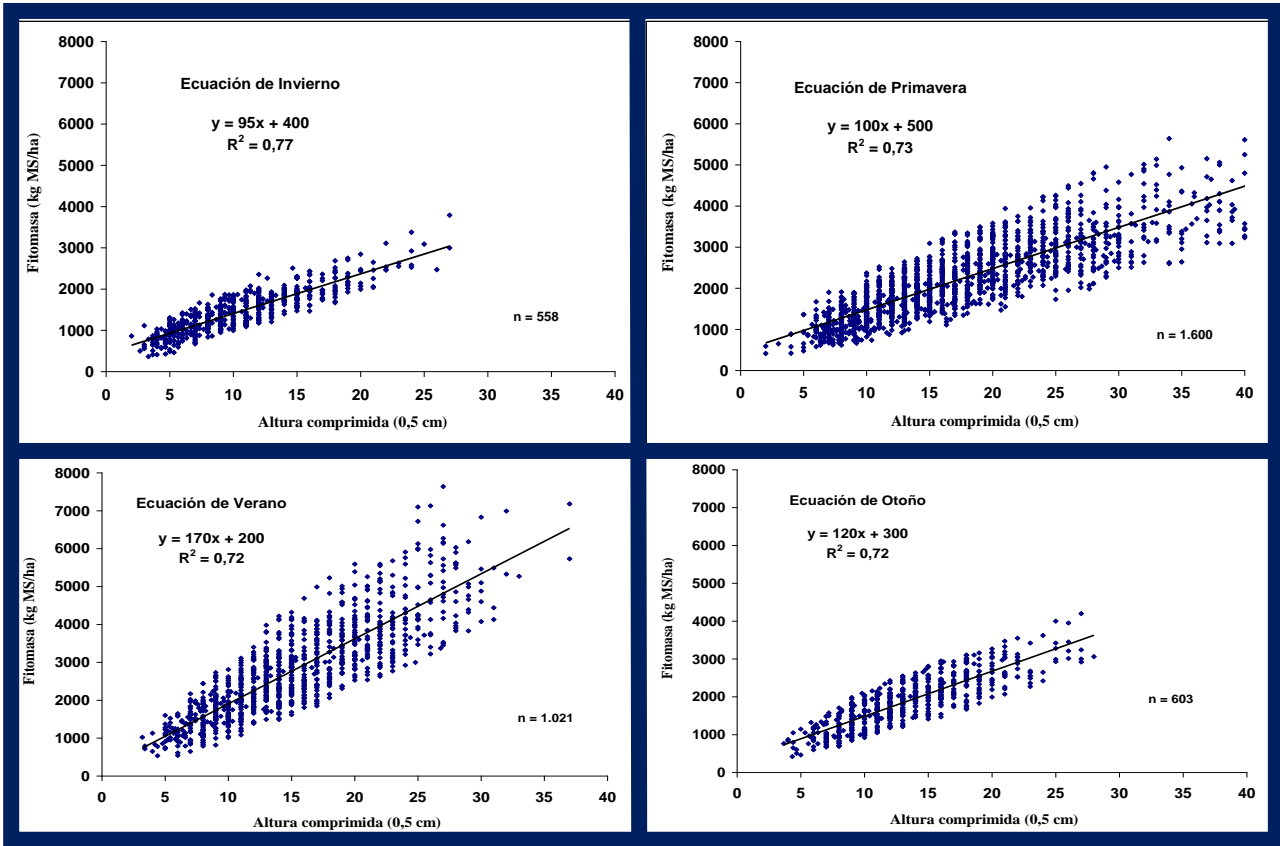 8000
7000
6000
5000
4000
3000
2000
1000
0
Fitomasa (kg MS/ha)
Ecuación de Invierno
y = 95x + 400
R² = 0,77
n = 558
0 5 10 15 20 25 30 35 40
Altura comprimida (0,5 cm)
8000
7000
6000
5000
4000
3000
2000
1000
0
Fitomasa (kg MS/ha)
Ecuación de Primavera
y = 100x + 500
R² = 0,73
n = 1.600
0 5 10 15 20 25 30 35 40
Altura comprimida (0,5 cm)
8000
7000
6000
5000
4000
3000
2000
1000
0
Fitomasa (kg MS/ha)
Ecuación de Verano
y = 170x + 200
R² = 0,72
n = 1.021
0 5 10 15 20 25 30 35 40
Altura comprimida (0,5 cm)
8000
7000
6000
5000
4000
3000
2000
1000
0
Fitomasa (kg MS/ha)
Ecuación de Otoño
y = 120x + 300
R² = 0,72
n = 603
0 5 10 15 20 25 30 35 40
Altura comprimida (0,5 cm)